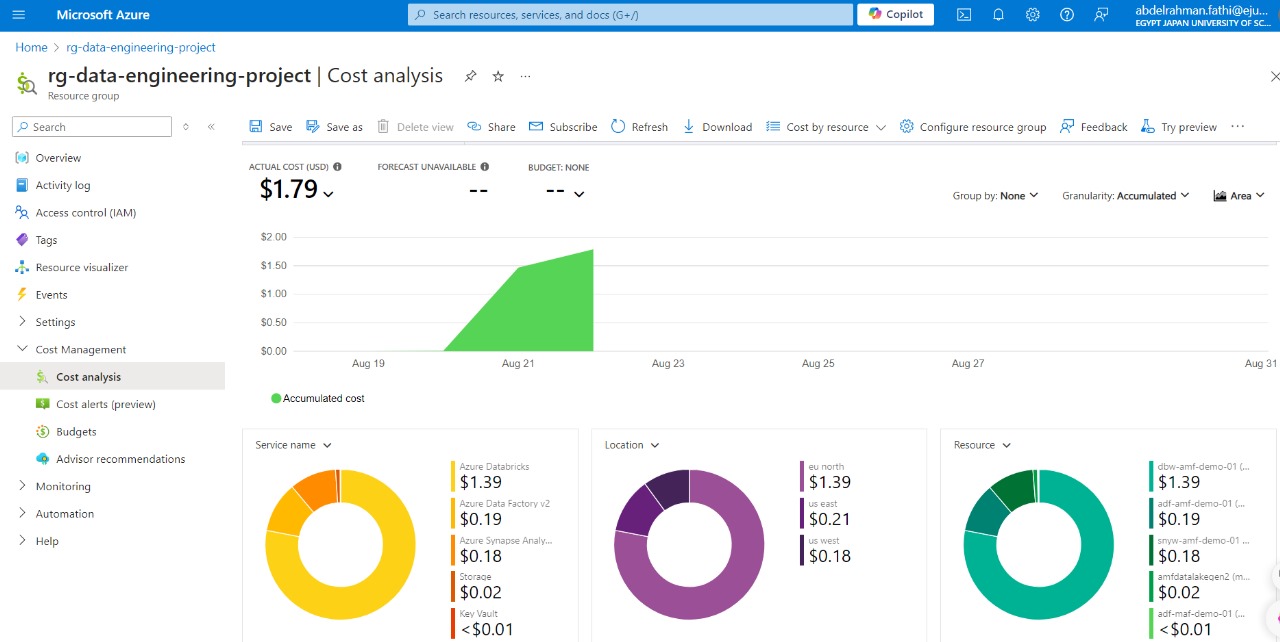 Microsoft Azure
Search resources, services, and docs (G+/)
Copilot
abdelrahman.fathi@eju...
EGYPT JAPAN UNIVERSITY OF SC...
Home > rg-data-engineering-project
rg-data-engineering-project | Cost analysis
Resource group
Search
Save
Save as
Delete view
Share
Subscribe
Refresh
Download
Cost by resource
Configure resource group
Feedback
Try preview
Overview
Activity log
Access control (IAM)
Tags
Resource visualizer
Events
Settings
Cost Management
Cost analysis
Cost alerts (preview)
Budgets
Advisor recommendations
Monitoring
Automation
Help
ACTUAL COST (USD)
$1.79
FORECAST UNAVAILABLE
--
BUDGET: NONE
--
Group by: None
Granularity: Accumulated
Area
$2.00
$1.50
$1.00
$0.50
$0.00
Aug 19
Aug 21
Aug 23
Aug 25
Aug 27
Aug 31
Accumulated cost
Service name
Azure Databricks
$1.39
Azure Data Factory v2
$0.19
Azure Synapse Analy...
$0.18
Storage
$0.02
Key Vault
<$0.01
Location
eu north
$1.39
us east
$0.21
us west
$0.18
Resource
dbw-amf-demo-01 (...
$1.39
adf-amf-demo-01 (...
$0.19
snyw-amf-demo-01 ...
$0.18
amfdatalakegen2 (m...
$0.02
adf-maf-demo-01 (...
<$0.01